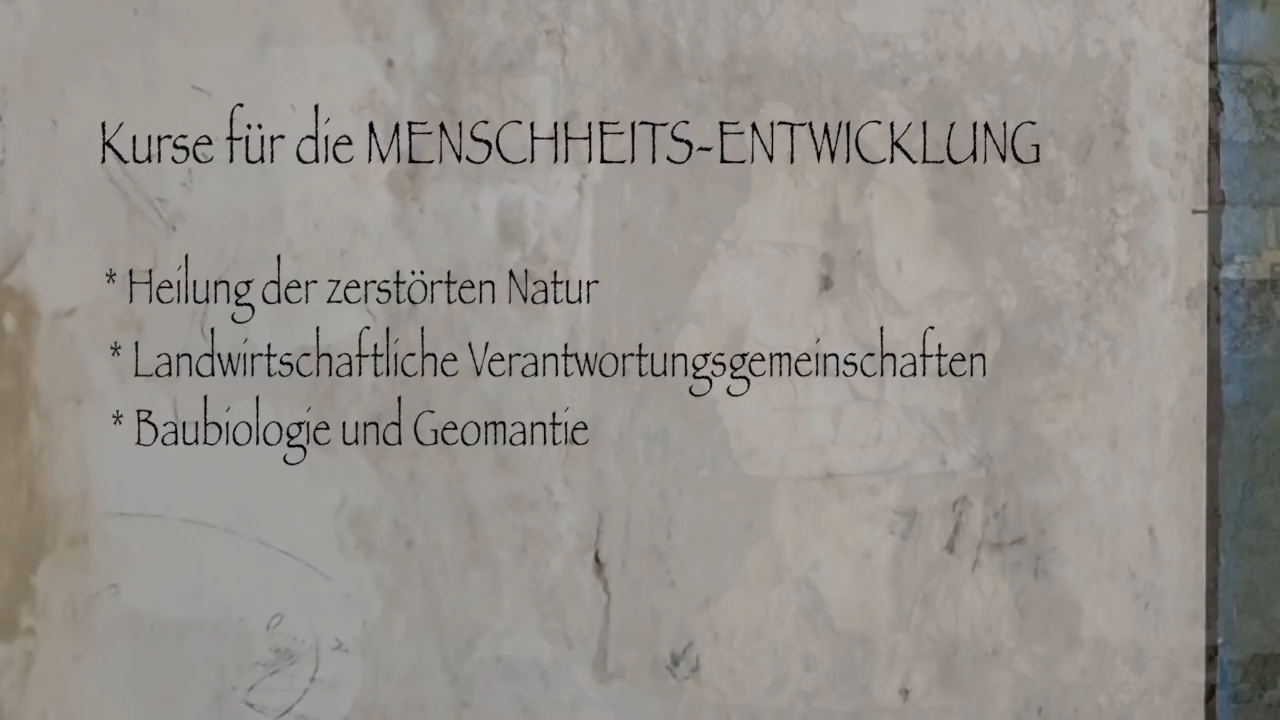 Kurse für die MENSCHHEITS-ENTWICKLUNG
* Heilung der zerstörten Natur
* Landwirtschaftliche Verantwortungsgemeinschaften
* Baubiologie und Geomantie